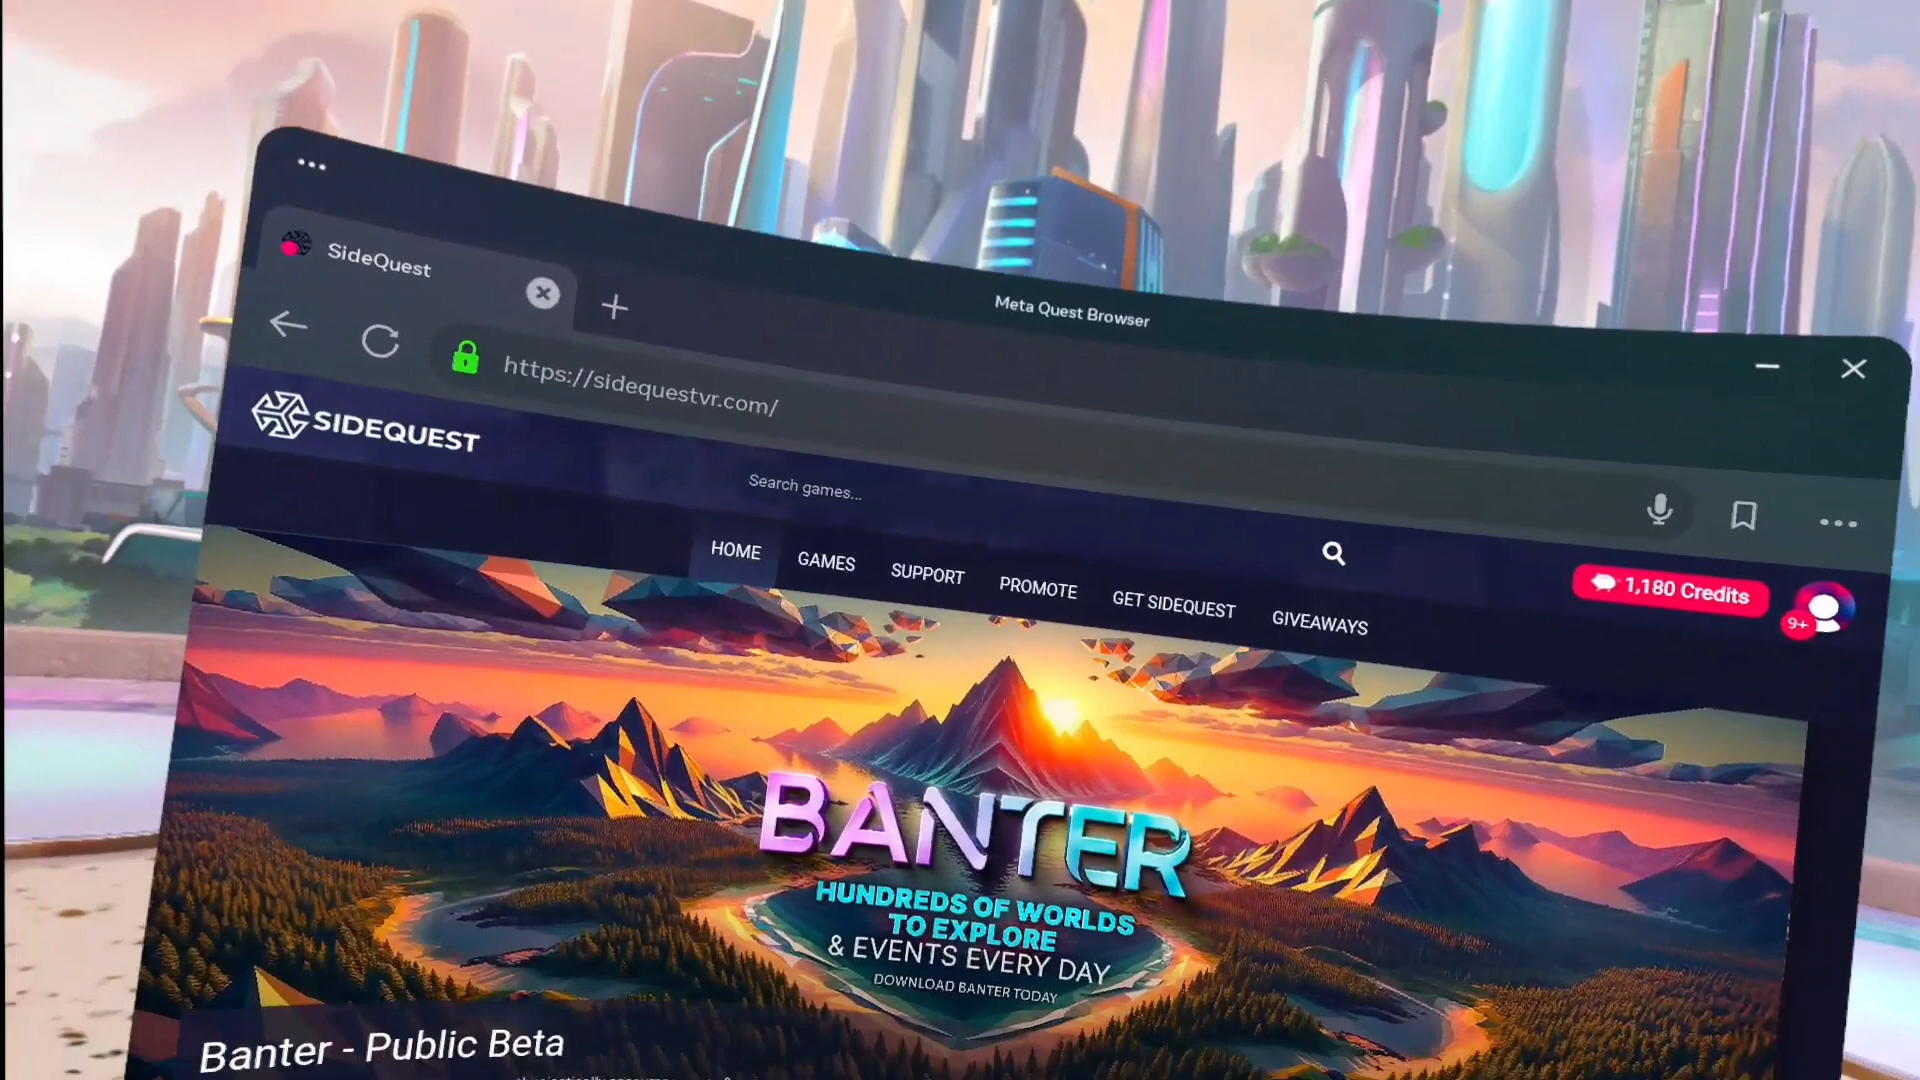 SideQuest
Meta Quest Browser
https://sidequestvr.com/
SIDEQUEST
Search games...
HOME
GAMES
SUPPORT
PROMOTE
GET SIDEQUEST
GIVEAWAYS
1,180 Credits
9+
BANTER
HUNDREDS OF WORLDS
TO EXPLORE
& EVENTS EVERY DAY
DOWNLOAD BANTER TODAY
Banter - Public Beta